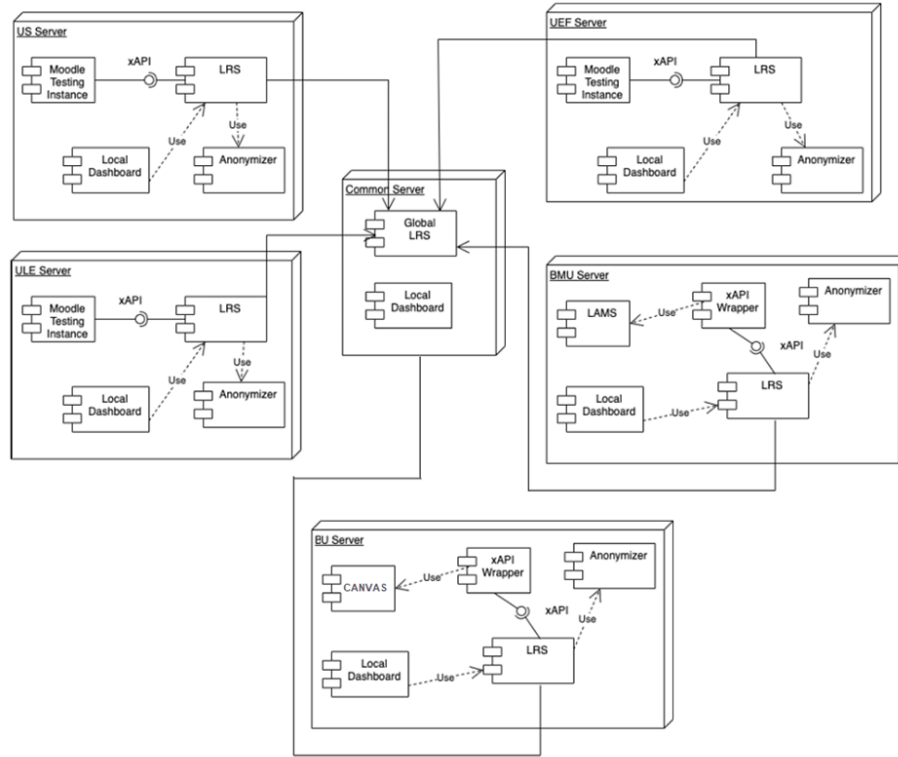 US Server
xAPI
Moodle
Testing
Instance
LRS
Use
Use
Local
Dashboard
Anonymizer
UEF Server
xAPI
Moodle
Testing
Instance
LRS
Use
Use
Local
Dashboard
Anonymizer
Common Server
Global
LRS
Local
Dashboard
ULE Server
xAPI
Moodle
Testing
Instance
LRS
Use
Use
Local
Dashboard
Anonymizer
BMU Server
LAMS
Use
xAPI
Wrapper
Anonymizer
xAPI
Use
LRS
Local
Dashboard
Use
BU Server
CANVAS
Use
xAPI
Wrapper
Anonymizer
xAPI
Use
LRS
Local
Dashboard
Use